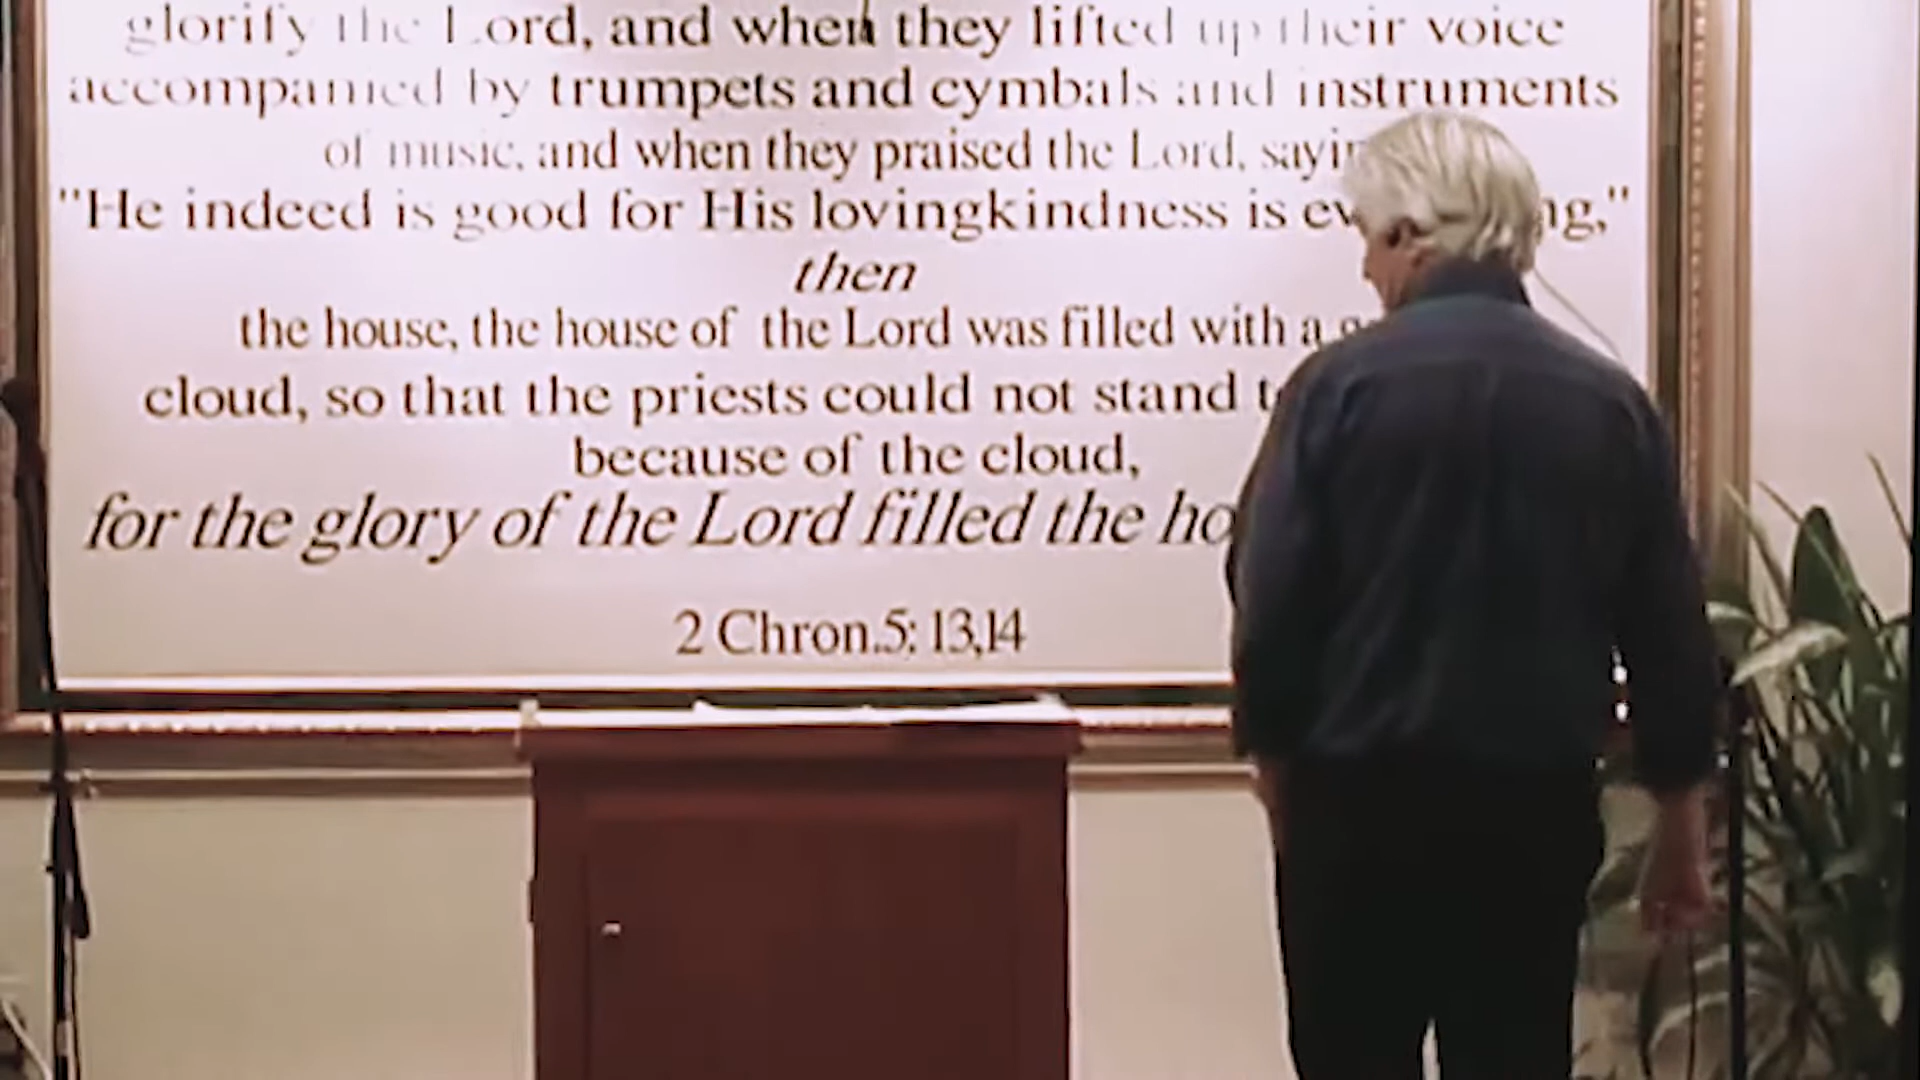 glorify the Lord, and when they lifted up their voice
accompanied by trumpets and cymbals and instruments
of music, and when they praised the Lord,
"He indeed is good for His lovingkindness is
then
the house, the house of the Lord was filled with a
cloud, so that the priests could not stand
because of the cloud,
for the glory of the Lord filled the
2 Chron.5: 13,14